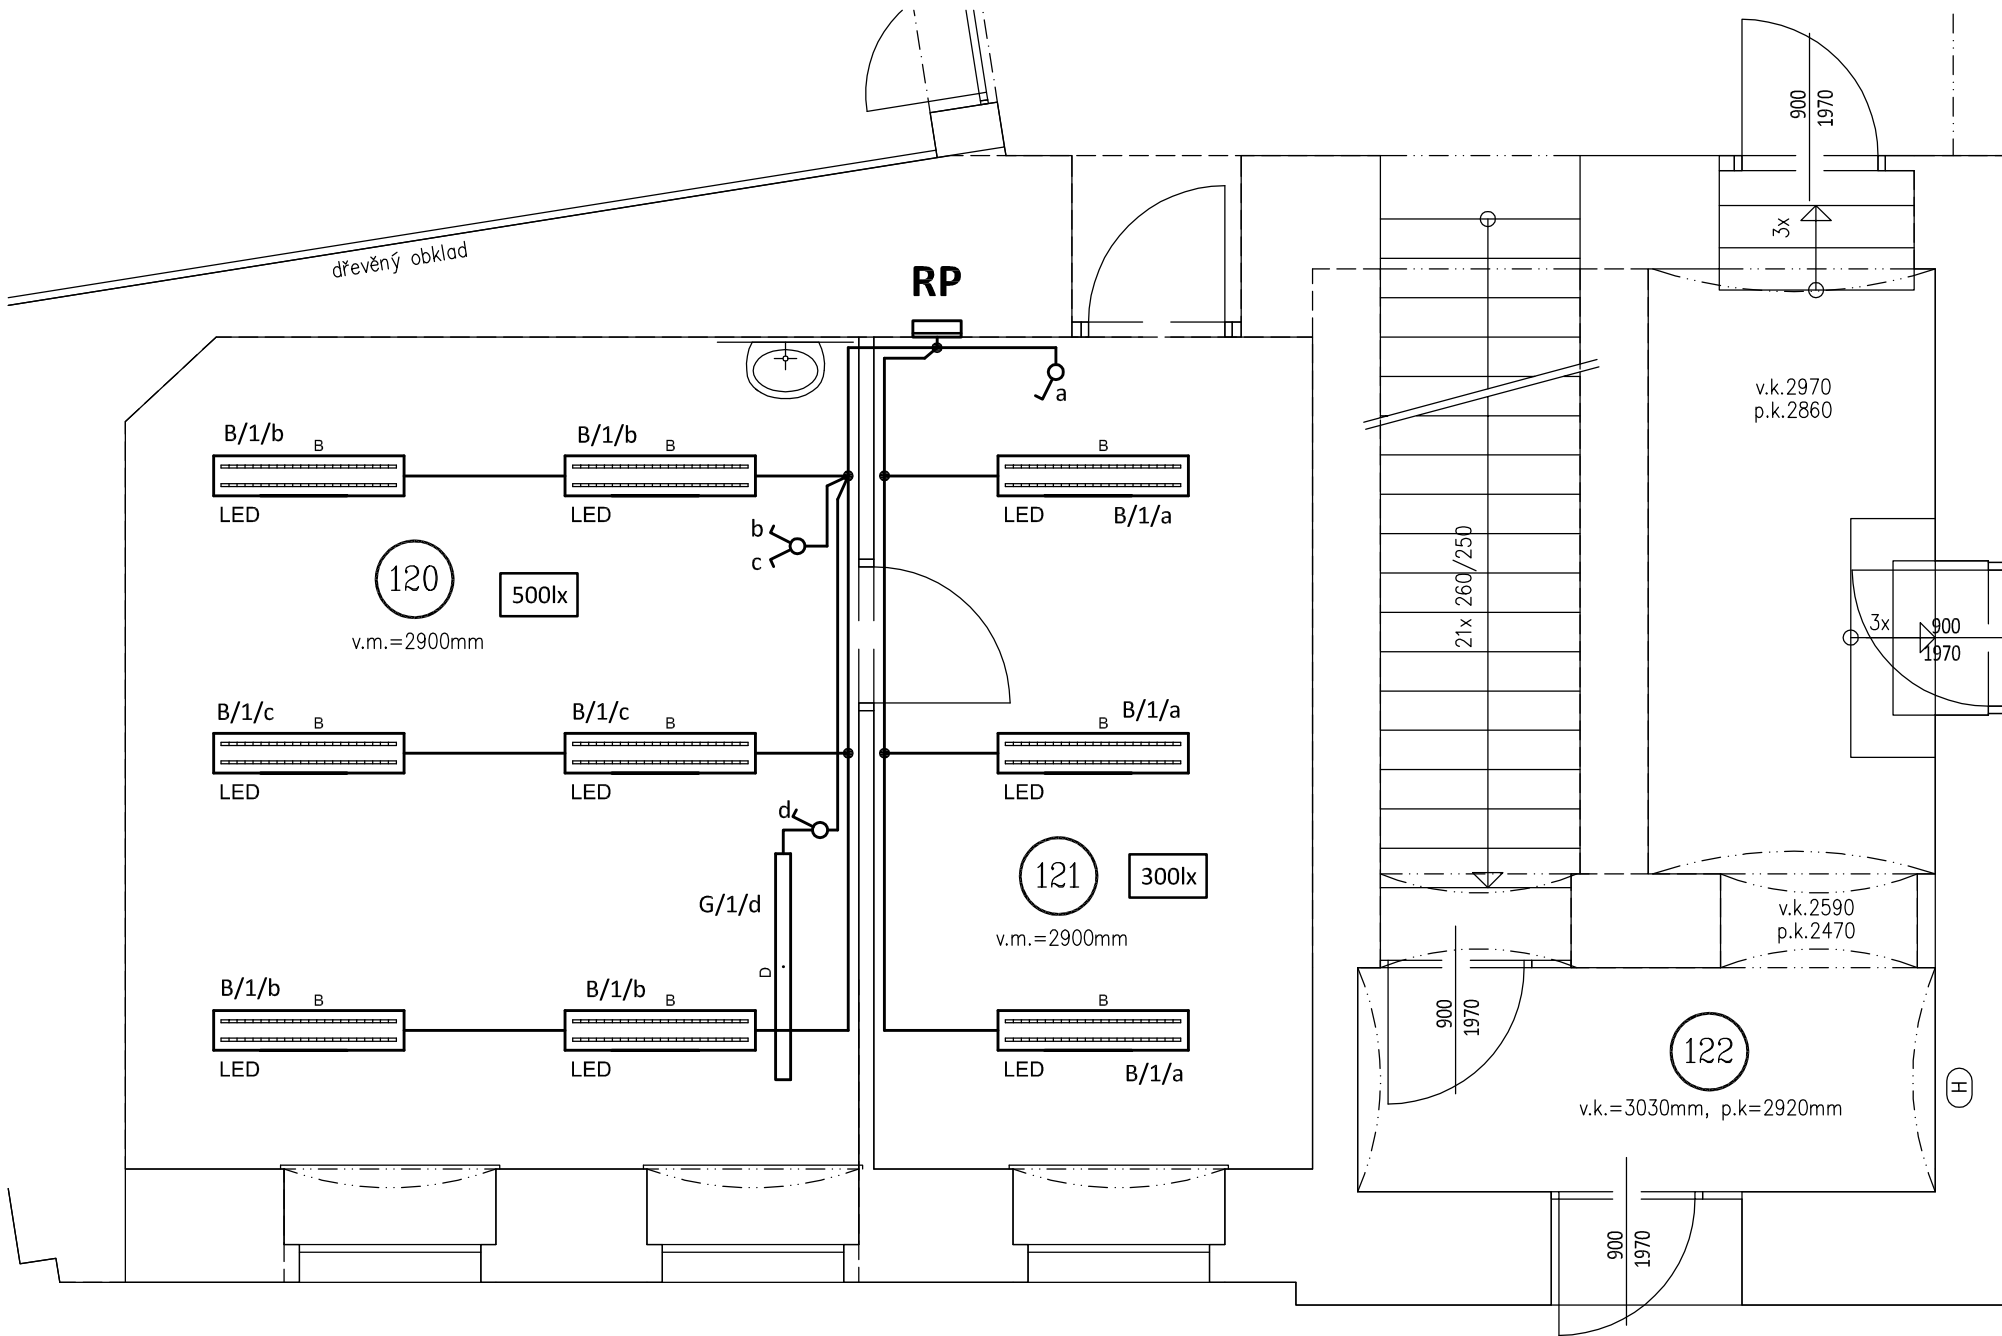 900
1970
3x
dřevěný obklad
RP
a
v.k.2970
p.k.2860
B/1/b
B
B/1/b
B
B
LED
LED
LED
B/1/a
b
c
120
500lx
v.m.=2900mm
21x 260/250
3x
900
1970
B/1/c
B
B/1/c
B
B
B/1/a
LED
LED
LED
d
121
300lx
v.m.=2900mm
G/1/d
D
v.k.2590
p.k.2470
B/1/b
B
B/1/b
B
B
LED
LED
LED
B/1/a
900
1970
122
v.k.=3030mm, p.k=2920mm
H
900
1970